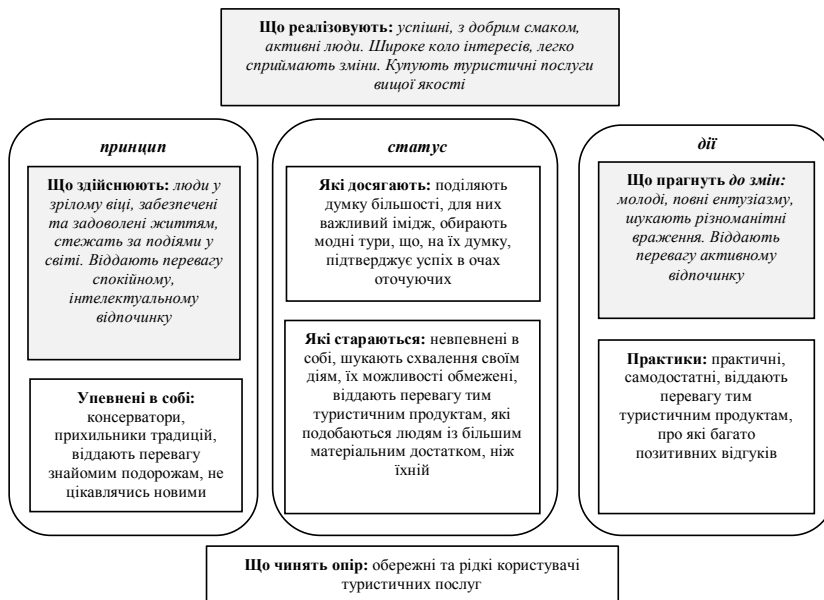 Що реалізовують: успішні, з добрим смаком,
активні люди. Широке коло інтересів, легко
сприймають зміни. Купують туристичні послуги
вищої якості
принцип
Що здійснюють: люди у
зрілому віці, забезпечені
та задоволені життям,
стежать за подіями у
світі. Віддають перевагу
спокійному,
інтелектуальному
відпочинку
Упевнені в собі:
консерватори,
прихильники традицій,
віддають перевагу
знайомим подорожам, не
цікавлячись новими
статус
Які досягають: поділяють
думку більшості, для них
важливий імідж, обирають
модні тури, що, на їх думку,
підтверджує успіх в очах
оточуючих
Які стараються: невпевнені в
собі, шукають схвалення своїм
діям, їх можливості обмежені,
віддають перевагу тим
туристичним продуктам, які
подобаються людям із більшим
матеріальним достатком, ніж
їхній
дії
Що прагнуть до змін:
молоді, повні ентузіазму,
шукають різноманітні
враження. Віддають
перевагу активному
відпочинку
Практики: практичні,
самодостатні, віддають
перевагу тим
туристичним продуктам,
про які багато
позитивних відгуків
Що чинять опір: обережні та рідкі користувачі
туристичних послуг